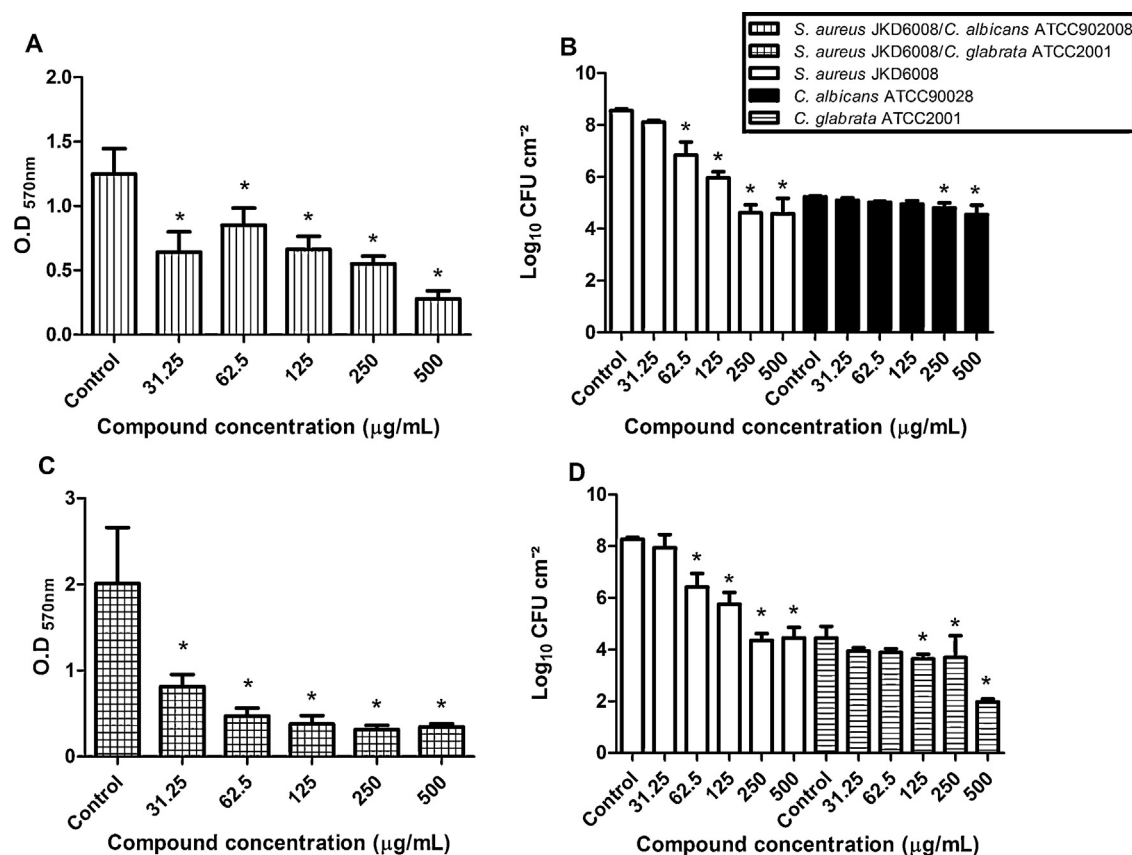 A
2.0
1.5
1.0
0.5
0.0
O.D 570nm
* * * * *
Control 31.25 62.5 125 250 500
Compound concentration (μg/mL)
B
S. aureus JKD6008/C. albicans ATCC902008
S. aureus JKD6008/C. glabrata ATCC2001
S. aureus JKD6008
C. albicans ATCC90028
C. glabrata ATCC2001
10
8
6
4
2
0
Log₁₀ CFU cm⁻²
* * * * * *
Control 31.25 62.5 125 250 500 Control 31.25 62.5 125 250 500
Compound concentration (μg/mL)
C
3
2
1
0
O.D 570nm
* * * * *
Control 31.25 62.5 125 250 500
Compound concentration (μg/mL)
D
10
8
6
4
2
0
Log₁₀ CFU cm⁻²
* * * * * * *
Control 31.25 62.5 125 250 500 Control 31.25 62.5 125 250 500
Compound concentration (μg/mL)